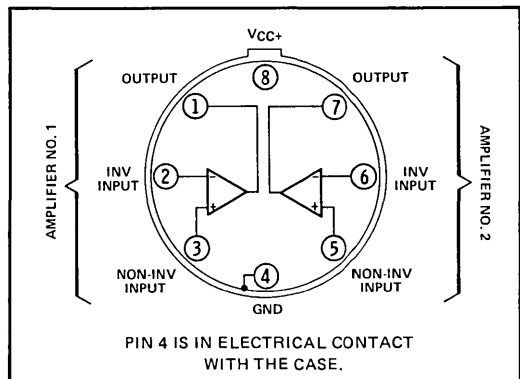 VCC+
OUTPUT
OUTPUT
8
1
7
AMPLIFIER NO. 1
AMPLIFIER NO. 2
INV
INPUT
2
-
-
6
INV
INPUT
+
+
3
5
NON-INV
INPUT
4
NON-INV
INPUT
GND
PIN 4 IS IN ELECTRICAL CONTACT
WITH THE CASE.